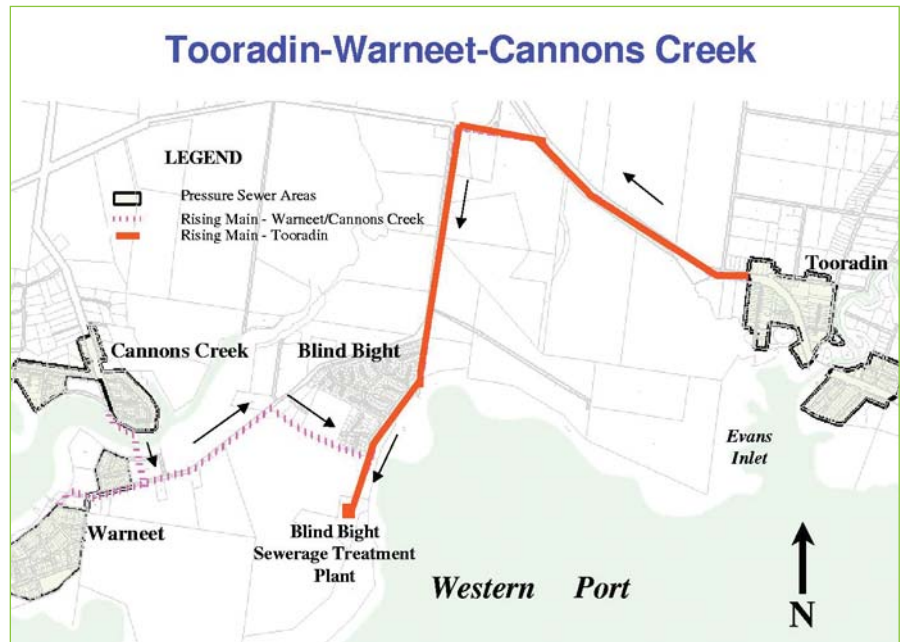 Tooradin-Warneet-Cannons Creek
LEGEND
Pressure Sewer Areas
Rising Main - Warneet/Cannons Creek
Rising Main - Tooradin
Tooradin
Cannons Creek
Blind Bight
Evans
Inlet
Warneet
Blind Bight
Sewerage Treatment
Plant
Western Port
N